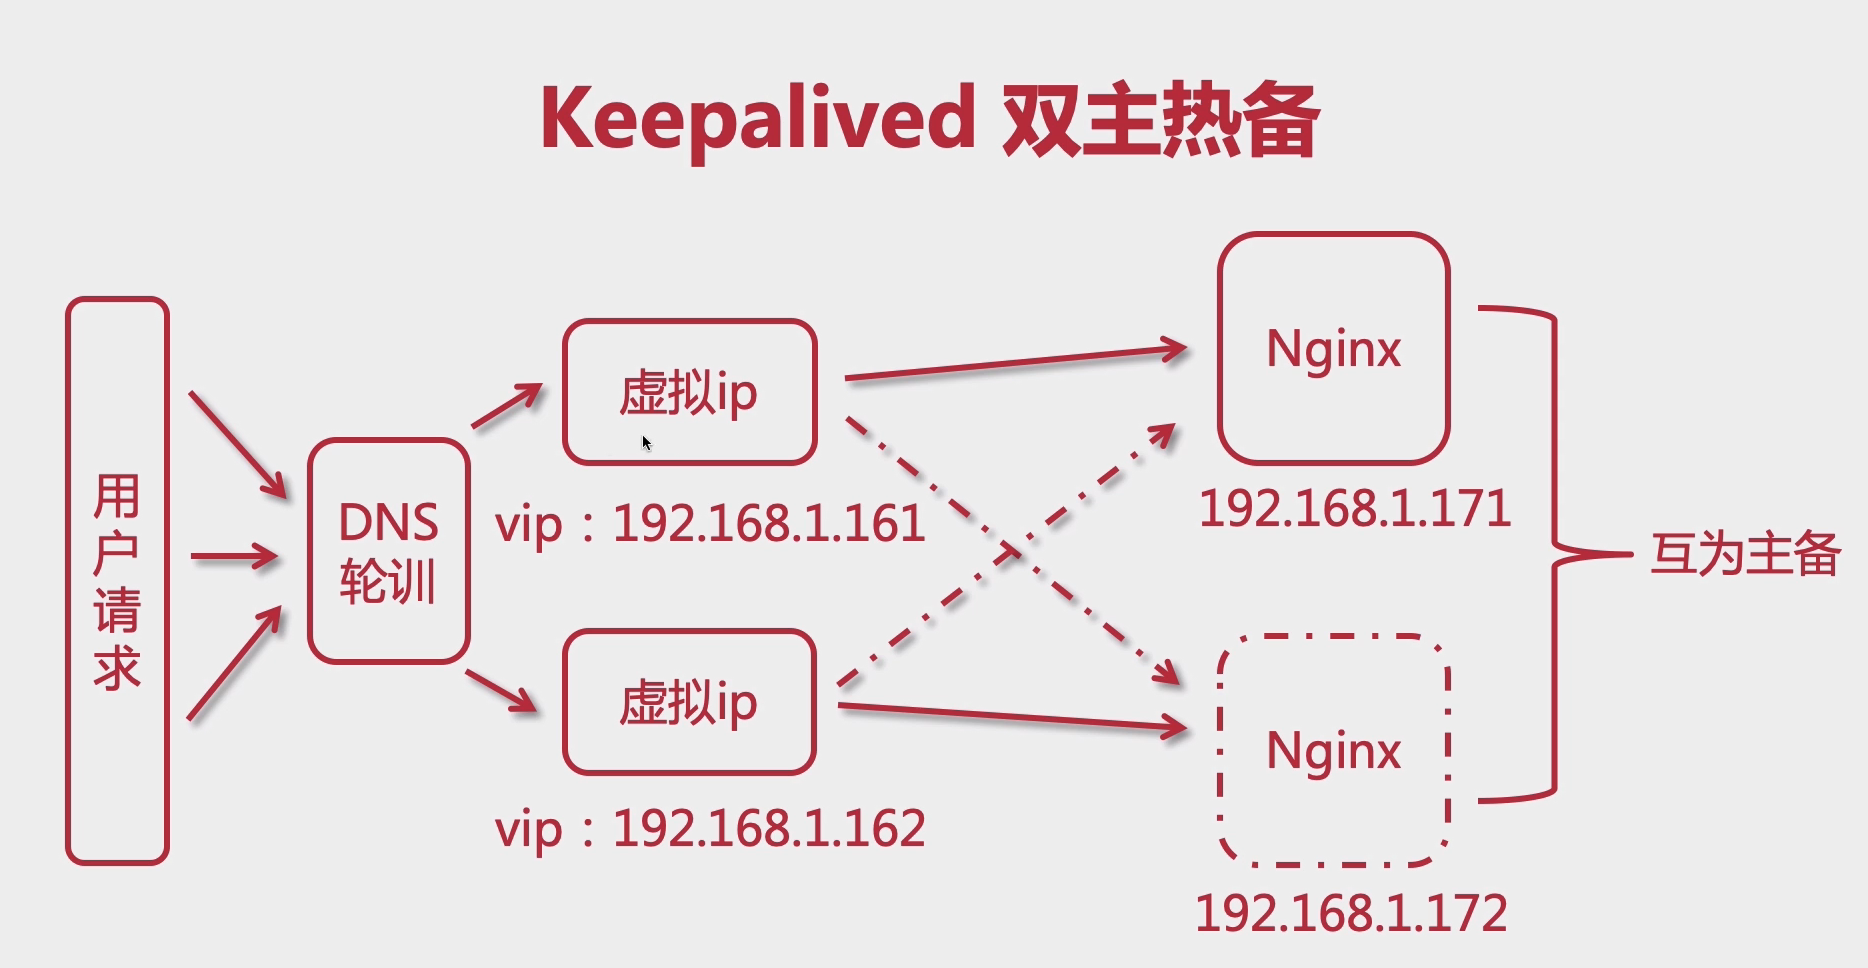 Keepalived 双主热备
用户请求
DNS
轮训
虚拟ip
vip：192.168.1.161
虚拟ip
vip：192.168.1.162
Nginx
192.168.1.171
Nginx
192.168.1.172
互为主备